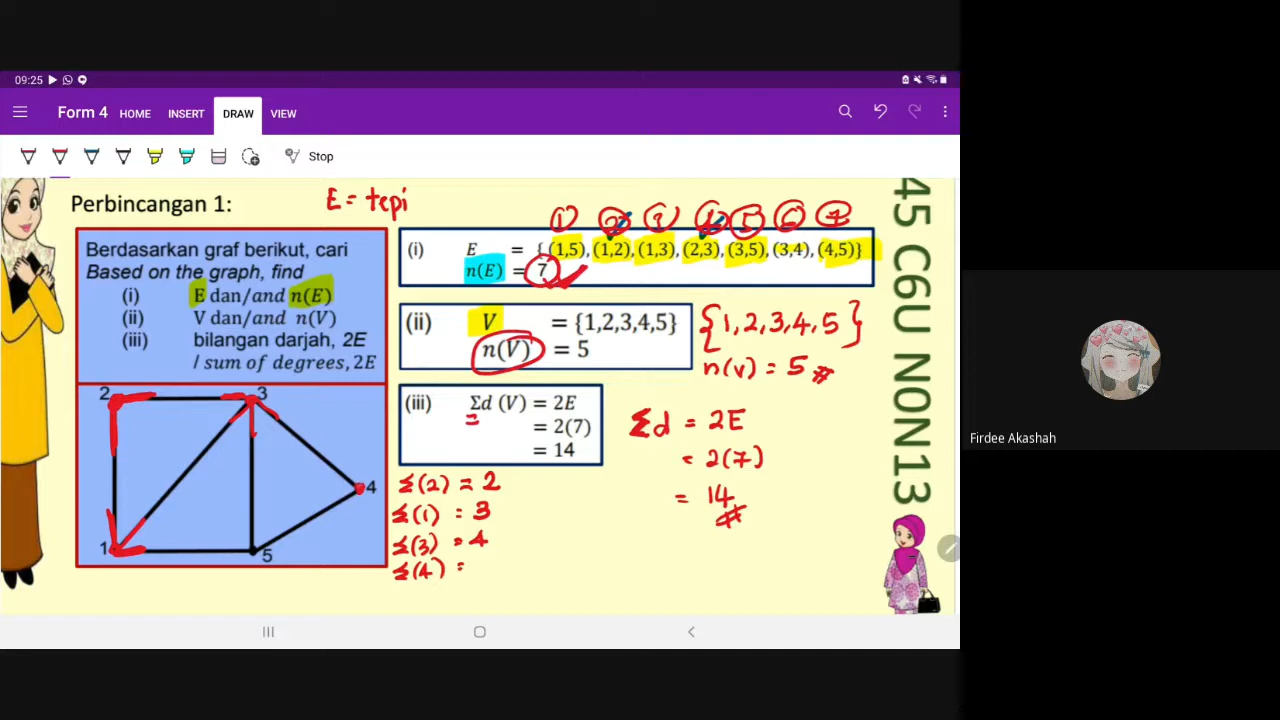 09:25
Form 4 HOME INSERT DRAW VIEW
Stop
Perbincangan 1:
E = tepi
Berdasarkan graf berikut, cari
Based on the graph, find
(i) E dan/and n(E)
(ii) V dan/and n(V)
(iii) bilangan darjah, 2E
/ sum of degrees, 2E
2 3
4
1 5
① ② ③ ④ ⑤ ⑥ ⑦
(i) E = { (1,5), (1,2), (1,3), (2,3), (3,5), (3,4), (4,5)}
n(E) = 7
(ii) V = {1,2,3,4,5}
n(V) = 5
{1, 2, 3, 4, 5}
n(v) = 5
(iii) Σd (V) = 2E
= 2(7)
= 14
Σd = 2E
= 2(7)
= 14
Σ(2) = 2
Σ(1) = 3
Σ(3) = 4
Σ(4) =
45 C6U N0N13
Firdee Akashah